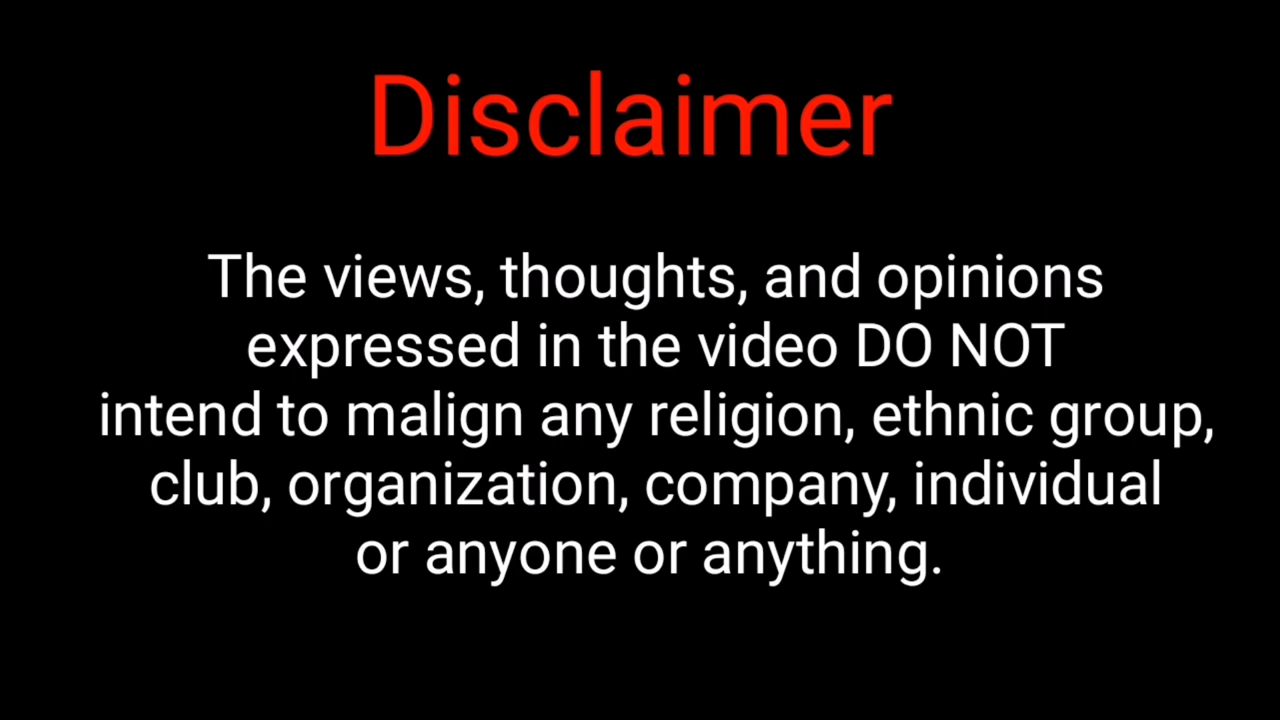 Disclaimer
The views, thoughts, and opinions
expressed in the video DO NOT
intend to malign any religion, ethnic group,
club, organization, company, individual
or anyone or anything.